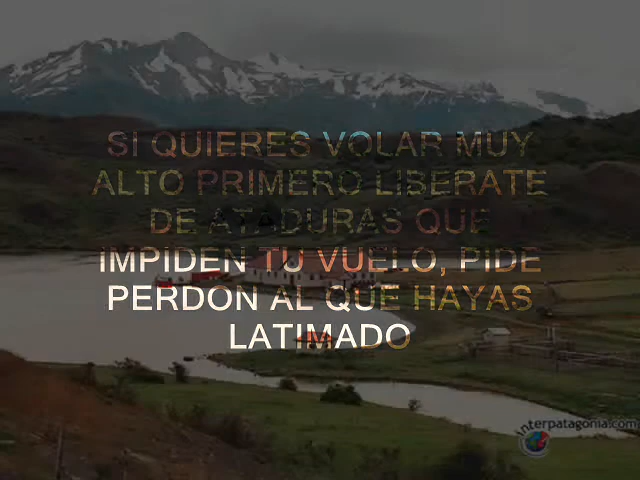 SI QUIERES VOLAR MUY
ALTO PRIMERO LIBERATE
DE ATADURAS QUE
IMPIDEN TU VUELO, PIDE
PERDON AL QUE HAYAS
LATIMADO
interpatagonia.com